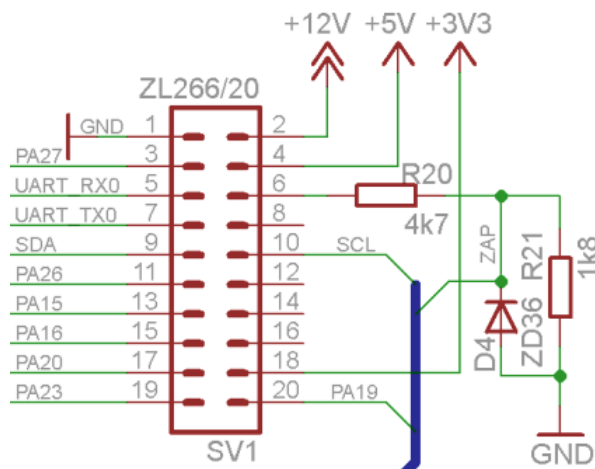 +12V +5V +3V3
ZL266/20
GND 1 2
PA27 3 4
UART_RX0 5 6 R20
4k7
UART_TX0 7 8
SDA 9 10 SCL
ZAP
R21
1k8
PA26 11 12
PA15 13 14
PA16 15 16
D4
ZD36
PA20 17 18
PA23 19 20 PA19
SV1
GND